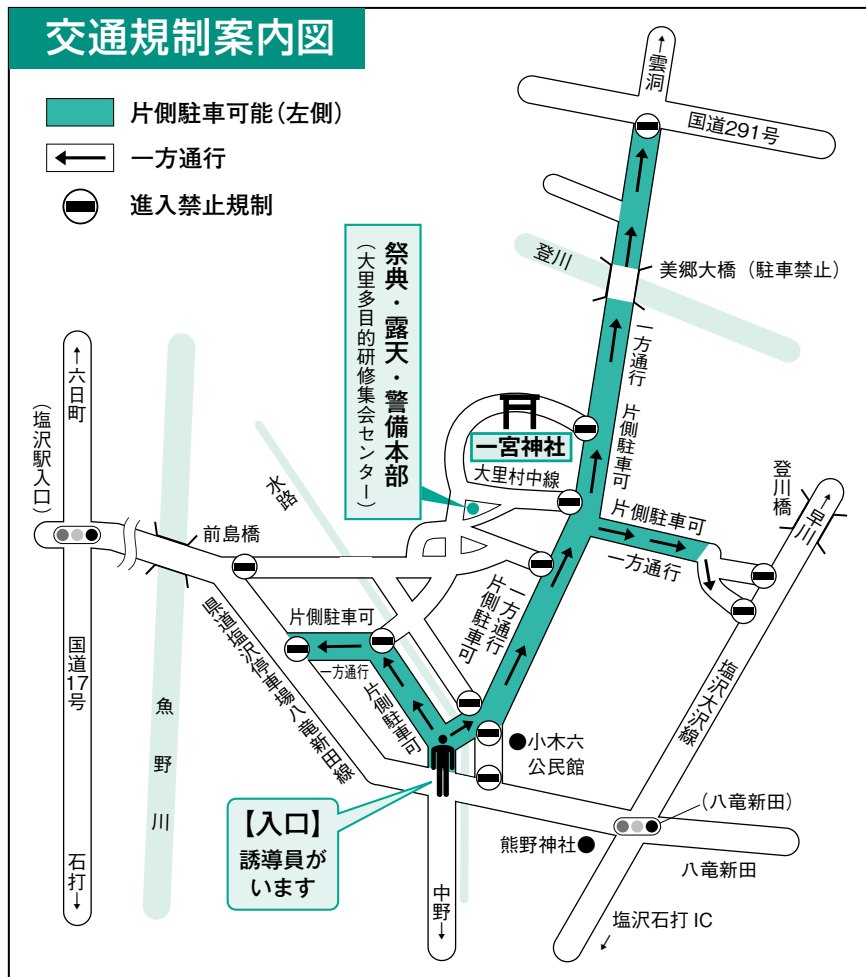 交通規制案内図
片側駐車可能(左側)
一方通行
進入禁止規制
←雲洞
国道291号
登川
美郷大橋(駐車禁止)
一方通行 片側駐車可
祭典・露天・警備本部
(大里多目的研修集会センター)
一宮神社
大里村中線
←六日町
(塩沢駅入口)
水路
前島橋
片側駐車可
一方通行
登川橋
→早川
一方通行
片側駐車可
片側駐車可
一方通行
片側駐車可
県道塩沢停車場八竜新田線
国道17号
魚野川
塩沢大沢線
小木六
公民館
(八竜新田)
熊野神社
八竜新田
【入口】
誘導員が
います
石打→
中野→
塩沢石打 IC